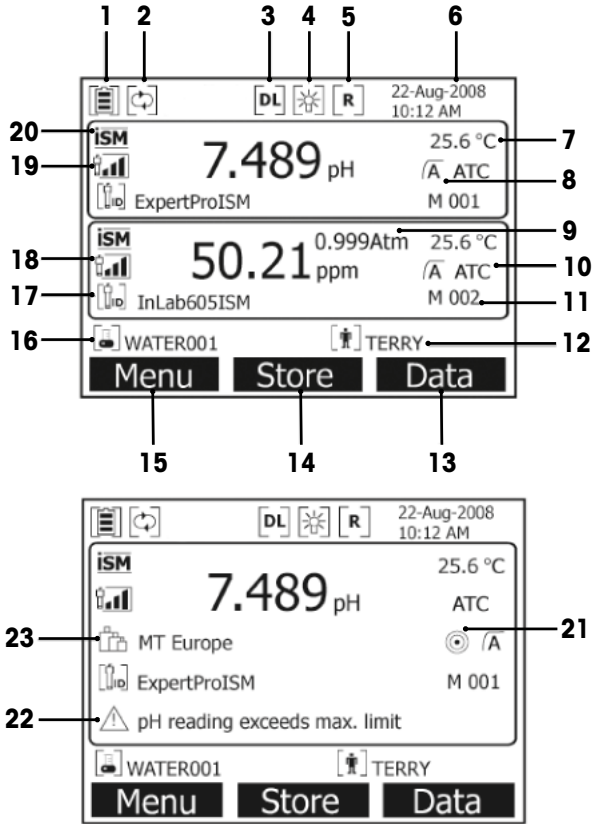 1 2 3 4 5 6
DL R 22-Aug-2008
10:12 AM
20 iSM 25.6 °C 7
19 7.489 pH A ATC 8
ID ExpertProISM M 001
iSM 0.999Atm 25.6 °C 9
18 50.21 ppm A ATC 10
17 ID InLab605ISM M 002 11
16 WATER001 TERRY 12
Menu Store Data
15 14 13
DL R 22-Aug-2008
10:12 AM
iSM 25.6 °C
7.489 pH ATC
23 MT Europe A 21
ID ExpertProISM M 001
22 pH reading exceeds max. limit
WATER001 TERRY
Menu Store Data